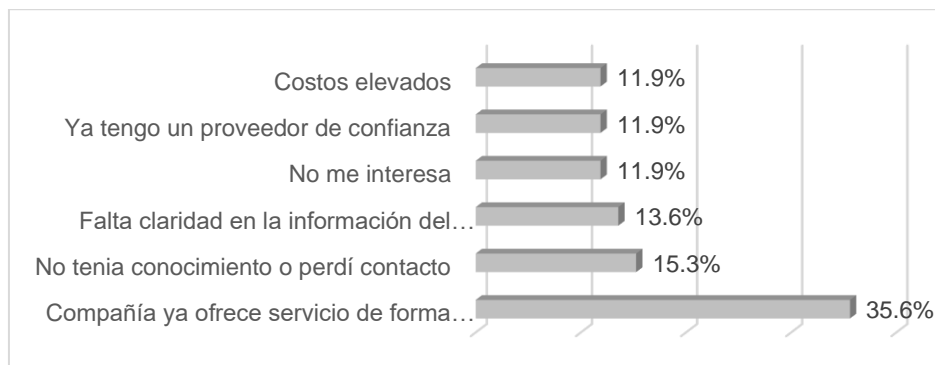 Costos elevados 11.9%
Ya tengo un proveedor de confianza 11.9%
No me interesa 11.9%
Falta claridad en la información del… 13.6%
No tenia conocimiento o perdí contacto 15.3%
Compañía ya ofrece servicio de forma… 35.6%